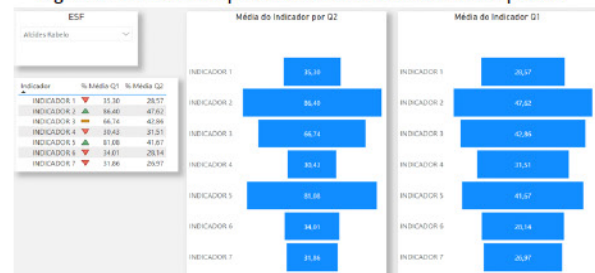 ESF
Alcides Rabelo
Indicador % Média Q1 % Média Q2
INDICADOR 1 35,30 28,57
INDICADOR 2 86,40 47,62
INDICADOR 3 66,74 42,86
INDICADOR 4 30,43 31,51
INDICADOR 5 81,08 41,67
INDICADOR 6 34,01 28,14
INDICADOR 7 31,86 26,97
Média do Indicador por Q2
INDICADOR 1 35,30
INDICADOR 2 86,40
INDICADOR 3 66,74
INDICADOR 4 30,43
INDICADOR 5 81,08
INDICADOR 6 34,01
INDICADOR 7 31,86
Média do Indicador Q1
INDICADOR 1 28,57
INDICADOR 2 47,62
INDICADOR 3 42,86
INDICADOR 4 31,51
INDICADOR 5 41,67
INDICADOR 6 28,14
INDICADOR 7 26,97